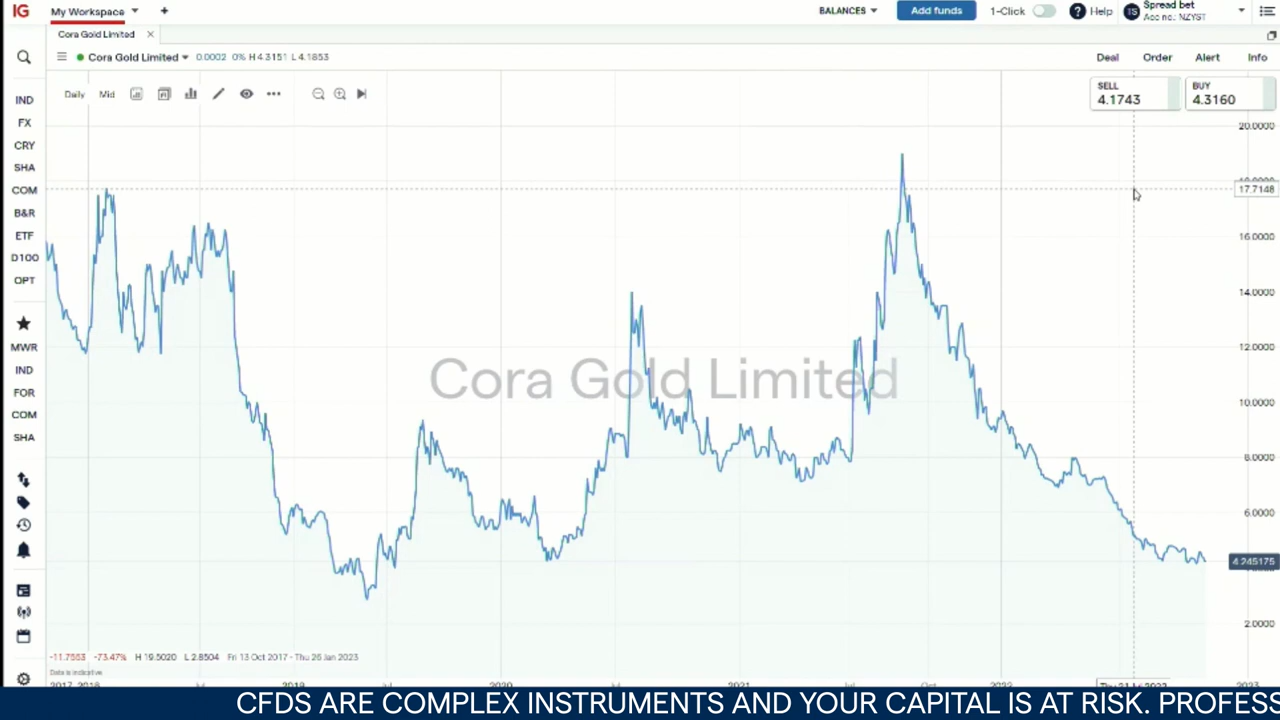 IG
My Workspace
BALANCES
Add funds
1-Click
Help
TS
Spread bet
Cora Gold Limited
Cora Gold Limited 0.0002 0% H 4.3151 L 4.1853
Deal Order Alert Info
Daily Mid
SELL
4.1743
BUY
4.3160
IND
FX
CRY
SHA
COM
B&R
ETF
D100
OPT
MWR
IND
FOR
COM
SHA
20.0000
17.7148
16.0000
14.0000
12.0000
10.0000
8.0000
6.0000
4.245175
2.0000
Cora Gold Limited
-11.7553 -73.47% H 19.5020 L 2.8504 Fri 13 Oct 2017 - Thu 26 Jan 2023
Data is indicative
CFDS ARE COMPLEX INSTRUMENTS AND YOUR CAPITAL IS AT RISK. PROFESS